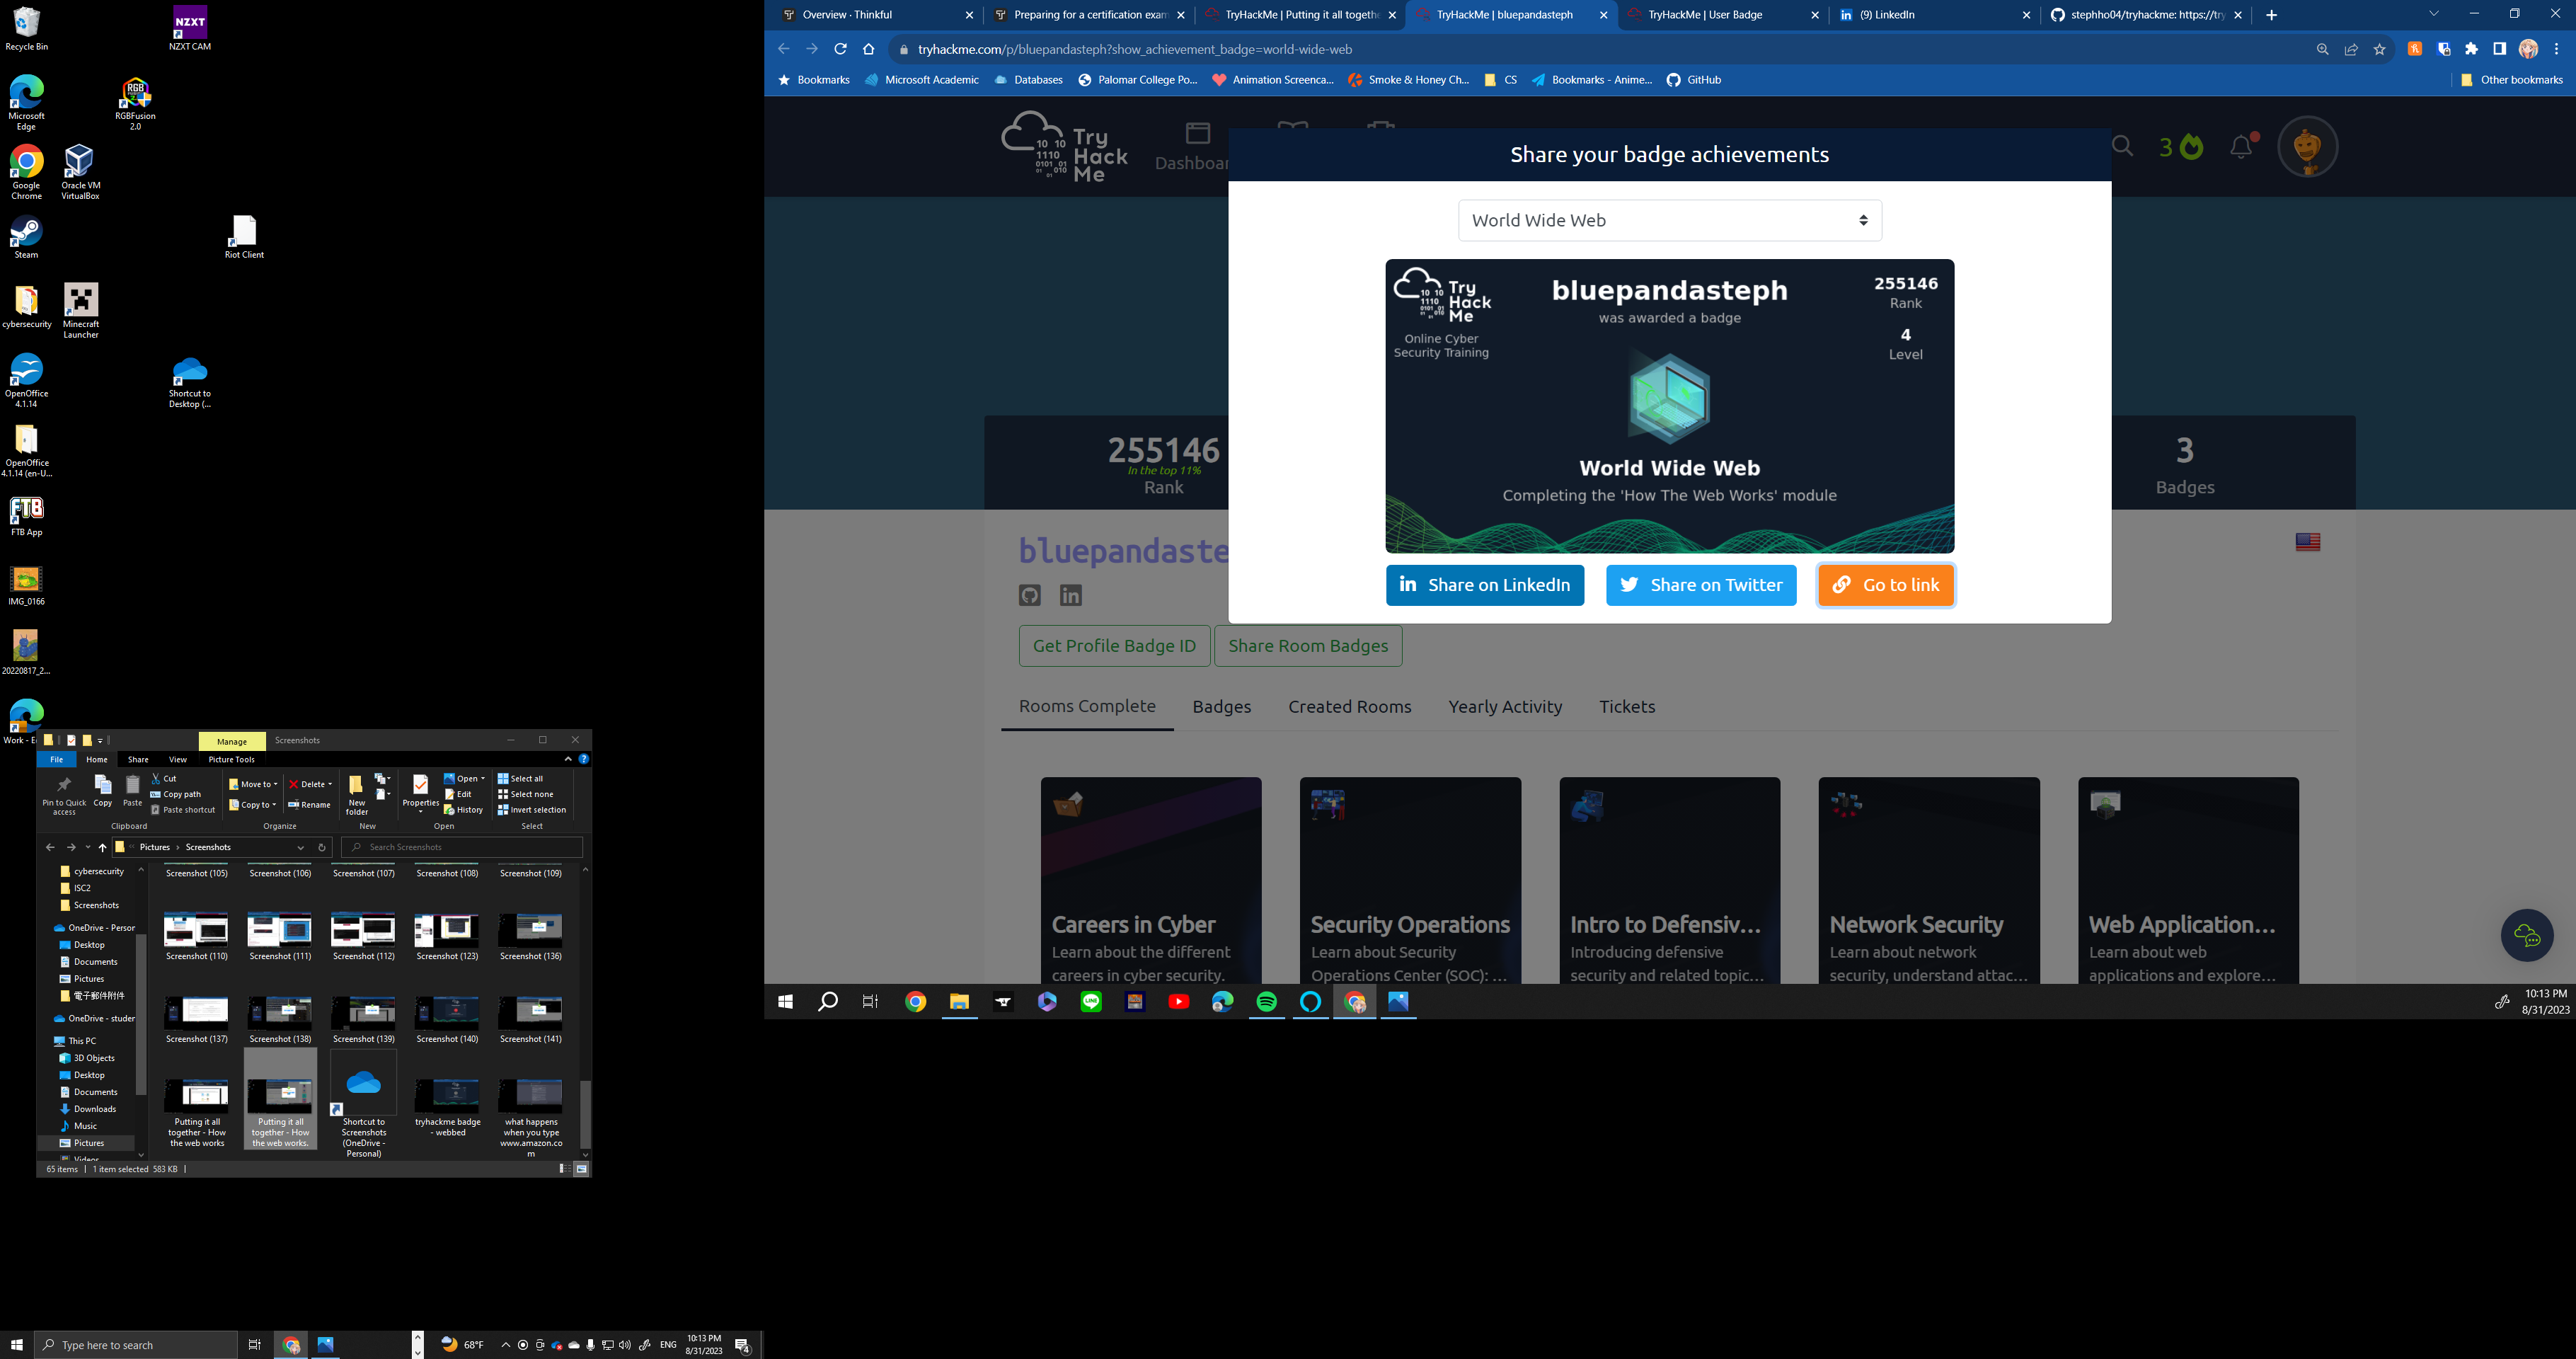 Recycle Bin
NZXT
NZXT CAM
Microsoft
Edge
RGB
RGBFusion
2.0
Google
Chrome
Oracle VM
VirtualBox
Steam
Riot Client
cybersecurity
Minecraft
Launcher
OpenOffice
4.1.14
Shortcut to
Desktop (...
OpenOffice
4.1.14 (en-U...
FTB
FTB App
IMG_0166
20220817_2...
Work - E
Manage
Screenshots
File
Home
Share
View
Picture Tools
Pin to Quick
access
Copy
Paste
Cut
Copy path
Paste shortcut
Move to
Copy to
Delete
Rename
New
folder
Properties
Open
Edit
History
Select all
Select none
Invert selection
Clipboard
Organize
New
Open
Select
Pictures
Screenshots
Search Screenshots
cybersecurity
ISC2
Screenshots
OneDrive - Person
Desktop
Documents
Pictures
電子郵件附件
OneDrive - studer
This PC
3D Objects
Desktop
Documents
Downloads
Music
Pictures
Videos
Screenshot (105)
Screenshot (106)
Screenshot (107)
Screenshot (108)
Screenshot (109)
Screenshot (110)
Screenshot (111)
Screenshot (112)
Screenshot (123)
Screenshot (136)
Screenshot (137)
Screenshot (138)
Screenshot (139)
Screenshot (140)
Screenshot (141)
Putting it all
together - How
the web works
Putting it all
together - How
the web works.
Shortcut to
Screenshots
(OneDrive -
Personal)
tryhackme badge
- webbed
what happens
when you type
www.amazon.co
m
65 items
1 item selected 583 KB
Type here to search
68°F
ENG
10:13 PM
8/31/2023
4
Overview · Thinkful
Preparing for a certification exam
TryHackMe | Putting it all togethe
TryHackMe | bluepandasteph
TryHackMe | User Badge
(9) LinkedIn
stephho04/tryhackme: https://try
tryhackme.com/p/bluepandasteph?show_achievement_badge=world-wide-web
Bookmarks
Microsoft Academic
Databases
Palomar College Po...
Animation Screenca...
Smoke & Honey Ch...
CS
Bookmarks - Anime...
GitHub
Other bookmarks
Try
Hack
Me
Dashboar
3
Share your badge achievements
World Wide Web
Try
Hack
Me
Online Cyber
Security Training
bluepandasteph
was awarded a badge
255146
Rank
4
Level
World Wide Web
Completing the 'How The Web Works' module
Share on LinkedIn
Share on Twitter
Go to link
255146
In the top 11%
Rank
3
Badges
bluepandaste
Get Profile Badge ID
Share Room Badges
Rooms Complete
Badges
Created Rooms
Yearly Activity
Tickets
Careers in Cyber
Learn about the different
careers in cyber security.
Security Operations
Learn about Security
Operations Center (SOC): ...
Intro to Defensiv...
Introducing defensive
security and related topic...
Network Security
Learn about network
security, understand attac...
Web Application...
Learn about web
applications and explore...
LINE
10:13 PM
8/31/2023